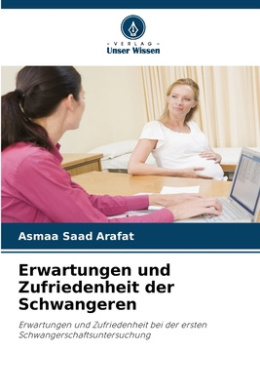 VERLAG
Unser Wissen
Asmaa Saad Arafat
Erwartungen und
Zufriedenheit der
Schwangeren
Erwartungen und Zufriedenheit bei der ersten
Schwangerschaftsuntersuchung